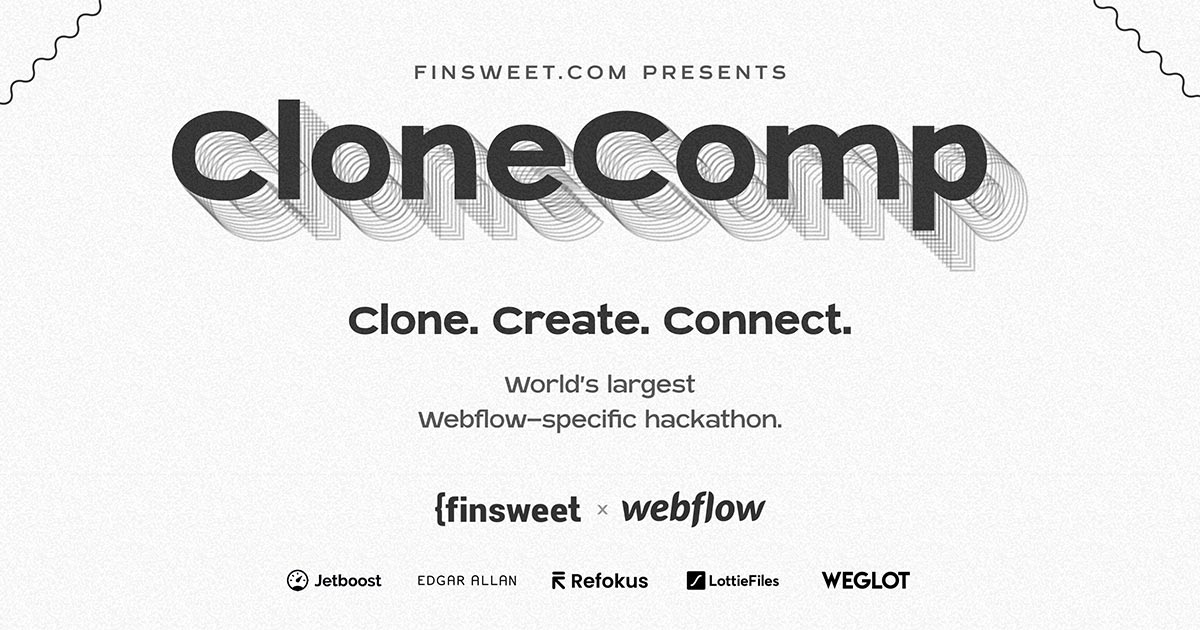 FINSWEET.COM PRESENTS
CloneComp
Clone. Create. Connect.
World's largest
Webflow–specific hackathon.
{finsweet × webflow
Jetboost EDGAR ALLAN Refokus LottieFiles WEGLOT